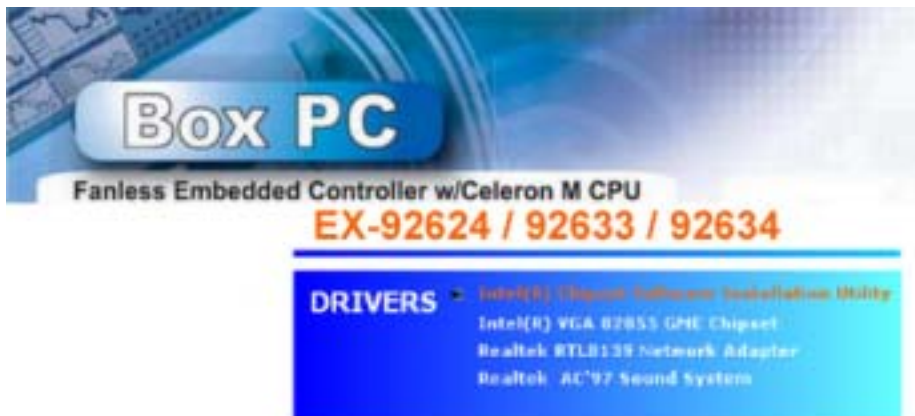 Box PC
Fanless Embedded Controller w/Celeron M CPU
EX-92624 / 92633 / 92634
DRIVERS
Intel(R) Chipset Software Installation Utility
Intel(R) VGA 82855 GME Chipset
Realtek RTL8139 Network Adapter
Realtek AC'97 Sound System